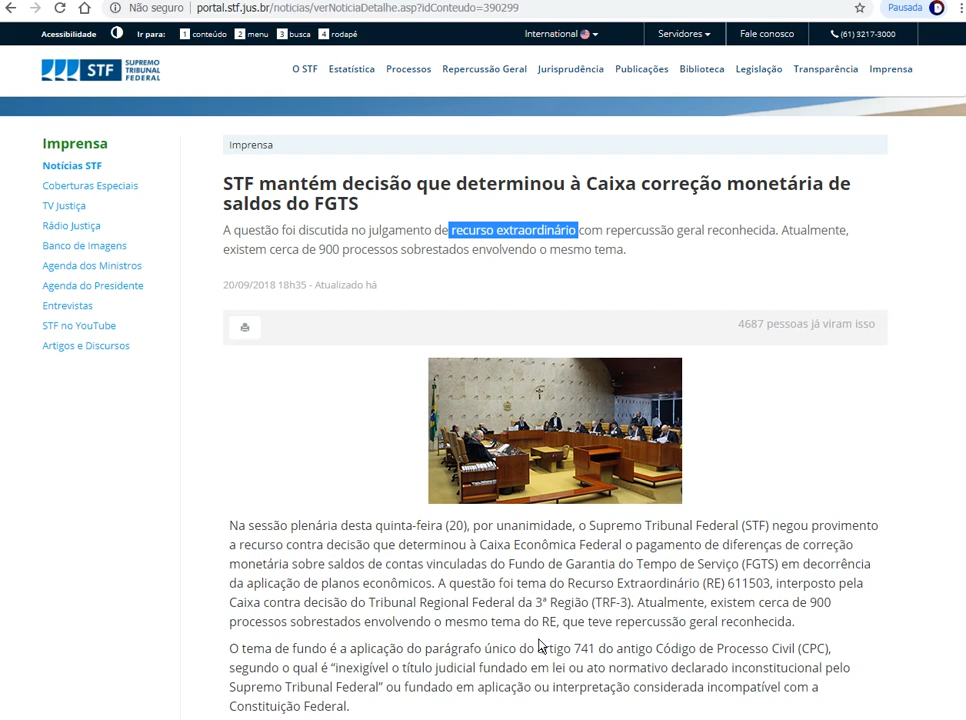 Não seguro | portal.stf.jus.br/noticias/verNoticiaDetalhe.asp?idConteudo=390299 Pausada D
Acessibilidade Ir para: 1 conteúdo 2 menu 3 busca 4 rodapé International Servidores Fale conosco (61) 3217-3000
STF SUPREMO
TRIBUNAL
FEDERAL
O STF Estatística Processos Repercussão Geral Jurisprudência Publicações Biblioteca Legislação Transparência Imprensa
Imprensa
Notícias STF
Coberturas Especiais
TV Justiça
Rádio Justiça
Banco de Imagens
Agenda dos Ministros
Agenda do Presidente
Entrevistas
STF no YouTube
Artigos e Discursos
Imprensa
STF mantém decisão que determinou à Caixa correção monetária de
saldos do FGTS
A questão foi discutida no julgamento de recurso extraordinário com repercussão geral reconhecida. Atualmente,
existem cerca de 900 processos sobrestados envolvendo o mesmo tema.
20/09/2018 18h35 - Atualizado há
4687 pessoas já viram isso
Na sessão plenária desta quinta-feira (20), por unanimidade, o Supremo Tribunal Federal (STF) negou provimento
a recurso contra decisão que determinou à Caixa Econômica Federal o pagamento de diferenças de correção
monetária sobre saldos de contas vinculadas do Fundo de Garantia do Tempo de Serviço (FGTS) em decorrência
da aplicação de planos econômicos. A questão foi tema do Recurso Extraordinário (RE) 611503, interposto pela
Caixa contra decisão do Tribunal Regional Federal da 3ª Região (TRF-3). Atualmente, existem cerca de 900
processos sobrestados envolvendo o mesmo tema do RE, que teve repercussão geral reconhecida.
O tema de fundo é a aplicação do parágrafo único do artigo 741 do antigo Código de Processo Civil (CPC),
segundo o qual é “inexigível o título judicial fundado em lei ou ato normativo declarado inconstitucional pelo
Supremo Tribunal Federal” ou fundado em aplicação ou interpretação considerada incompatível com a
Constituição Federal.